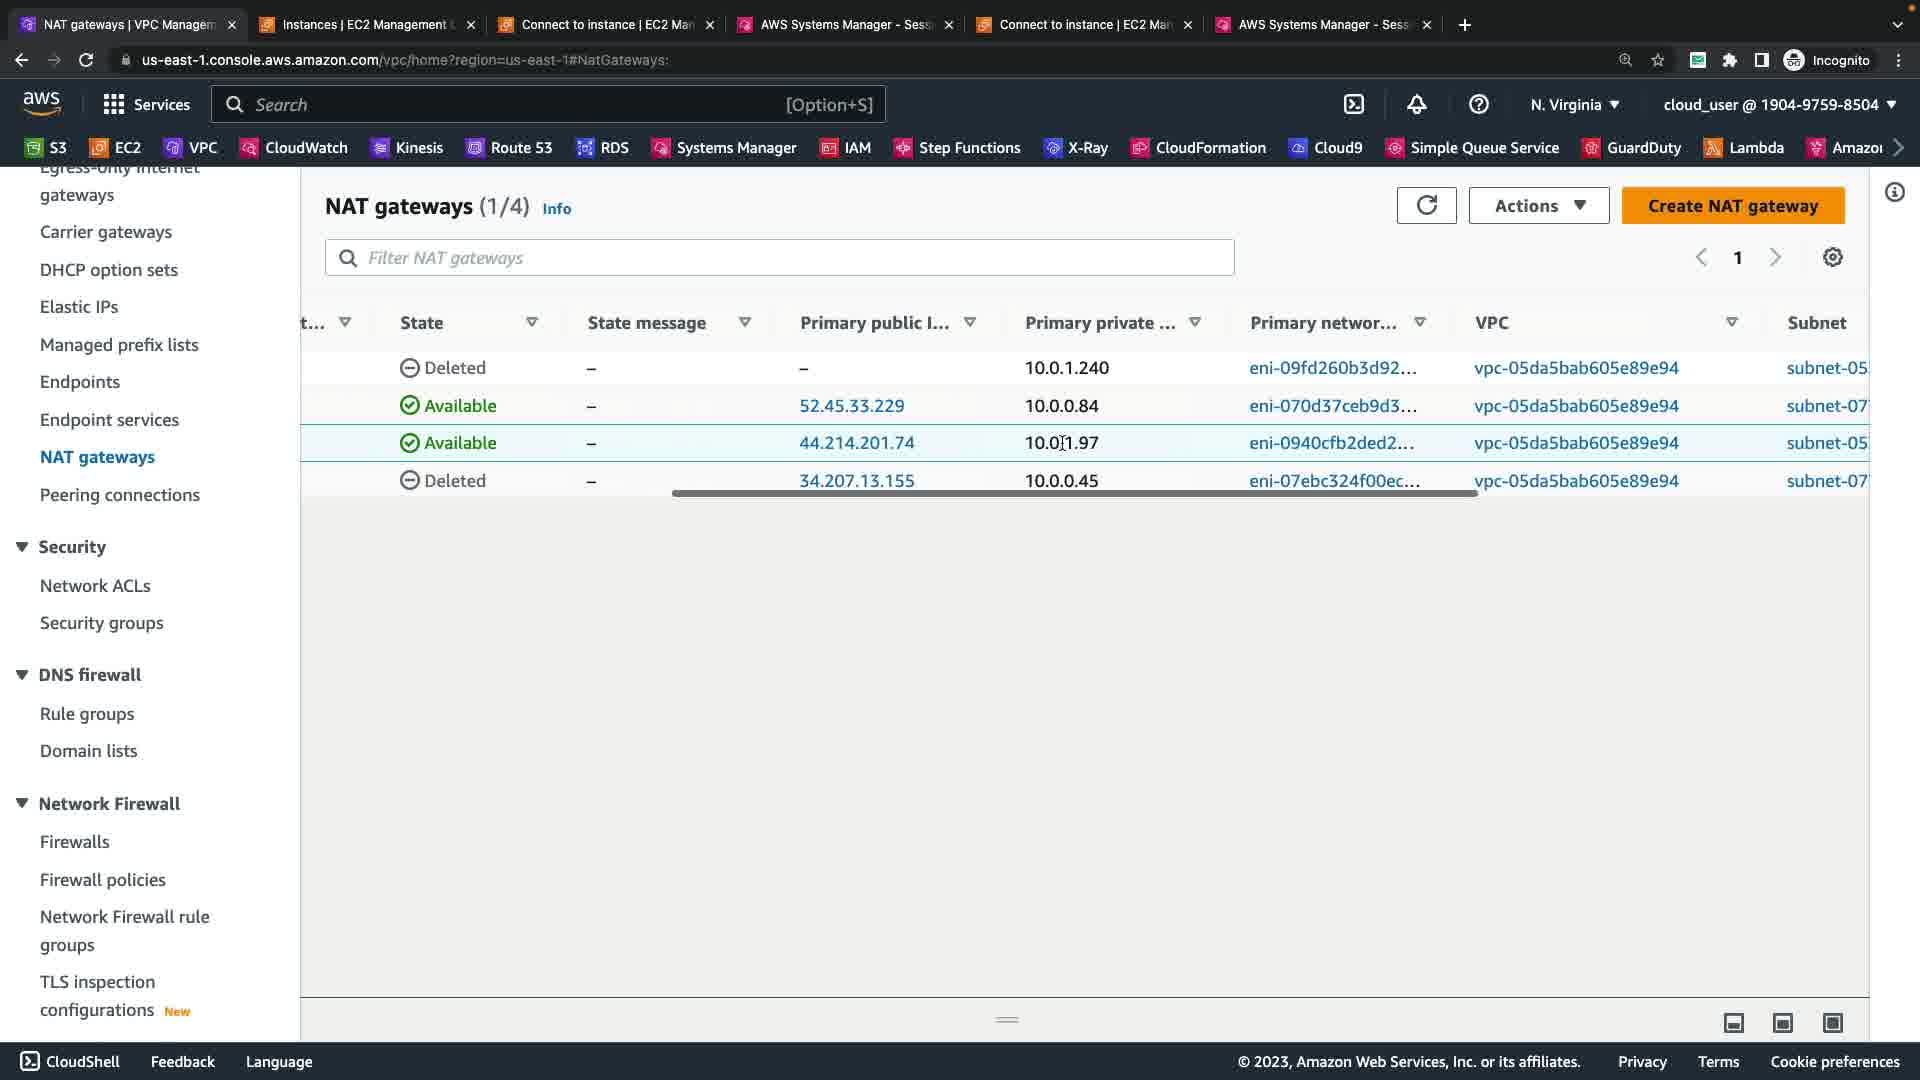 NAT gateways | VPC Managem
Instances | EC2 Management
Connect to instance | EC2 Man
AWS Systems Manager - Sess
Connect to instance | EC2 Man
AWS Systems Manager - Sess
us-east-1.console.aws.amazon.com/vpc/home?region=us-east-1#NatGateways:
Incognito
aws
Services
Search
[Option+S]
N. Virginia
cloud_user @ 1904-9759-8504
S3
EC2
VPC
CloudWatch
Kinesis
Route 53
RDS
Systems Manager
IAM
Step Functions
X-Ray
CloudFormation
Cloud9
Simple Queue Service
GuardDuty
Lambda
Amazo
Egress-only internet
gateways
Carrier gateways
DHCP option sets
Elastic IPs
Managed prefix lists
Endpoints
Endpoint services
NAT gateways
Peering connections
Security
Network ACLs
Security groups
DNS firewall
Rule groups
Domain lists
Network Firewall
Firewalls
Firewall policies
Network Firewall rule
groups
TLS inspection
configurations New
NAT gateways (1/4) Info
Actions
Create NAT gateway
Filter NAT gateways
1
t... State State message Primary public I... Primary private ... Primary networ... VPC Subnet
Deleted – – 10.0.1.240 eni-09fd260b3d92... vpc-05da5bab605e89e94 subnet-05
Available – 52.45.33.229 10.0.0.84 eni-070d37ceb9d3... vpc-05da5bab605e89e94 subnet-07
Available – 44.214.201.74 10.0.1.97 eni-0940cfb2ded2... vpc-05da5bab605e89e94 subnet-05
Deleted – 34.207.13.155 10.0.0.45 eni-07ebc324f00ec... vpc-05da5bab605e89e94 subnet-07
CloudShell
Feedback
Language
© 2023, Amazon Web Services, Inc. or its affiliates.
Privacy
Terms
Cookie preferences